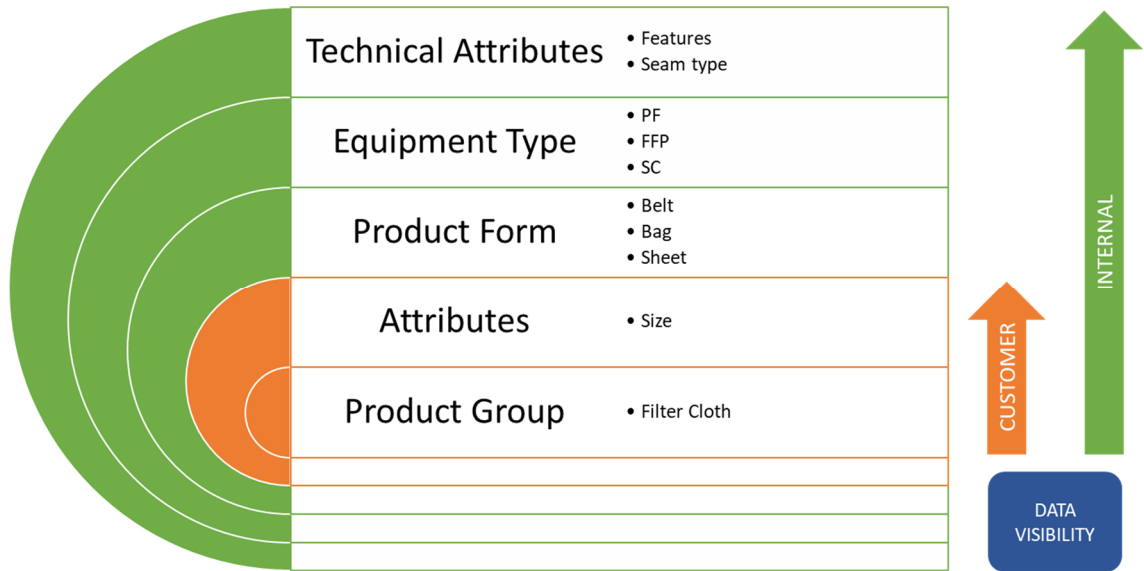 Technical Attributes
• Features
• Seam type
Equipment Type
• PF
• FFP
• SC
Product Form
• Belt
• Bag
• Sheet
Attributes
• Size
Product Group
• Filter Cloth
CUSTOMER
INTERNAL
DATA
VISIBILITY